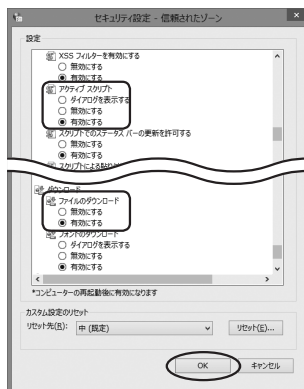 セキュリティ設定 - 信頼されたゾーン
設定
XSS フィルターを有効にする
無効にする
有効にする
アクティブ スクリプト
ダイアログを表示する
無効にする
有効にする
スクリプトでのステータス バーの更新を許可する
無効にする
有効にする
ダウンロード
ファイルのダウンロード
無効にする
有効にする
フォントのダウンロード
ダイアログを表示する
無効にする
有効にする
*コンピューターの再起動後に有効になります
カスタム設定のリセット
リセット先(R): 中 (既定) リセット(E)...
OK キャンセル